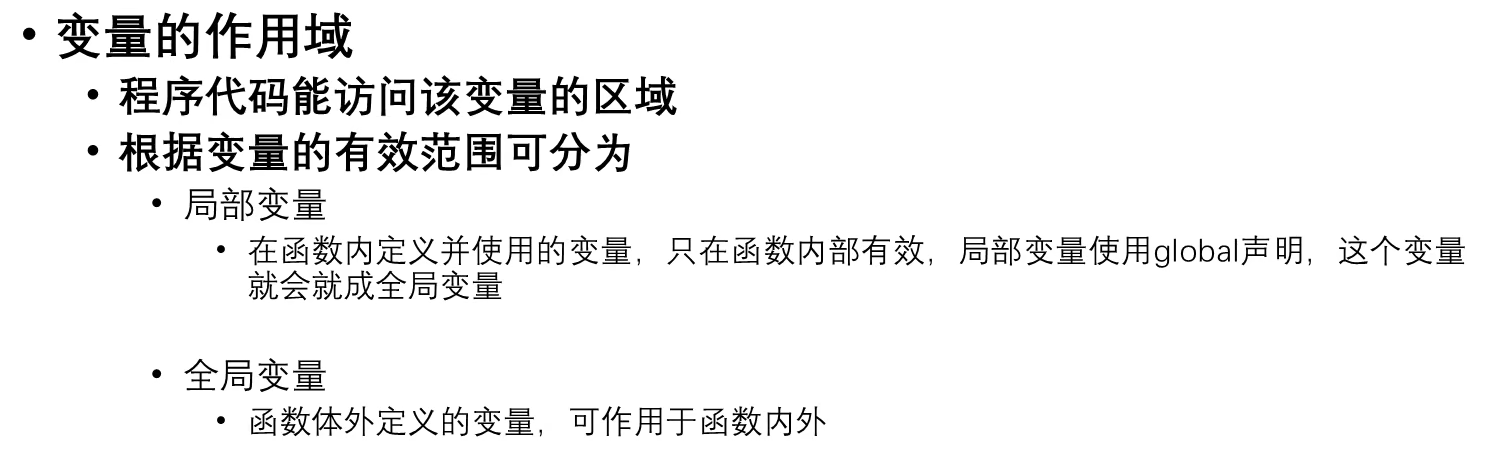 • 变量的作用域
• 程序代码能访问该变量的区域
• 根据变量的有效范围可分为
• 局部变量
• 在函数内定义并使用的变量，只在函数内部有效，局部变量使用global声明，这个变量
就会就成全局变量
• 全局变量
• 函数体外定义的变量，可作用于函数内外